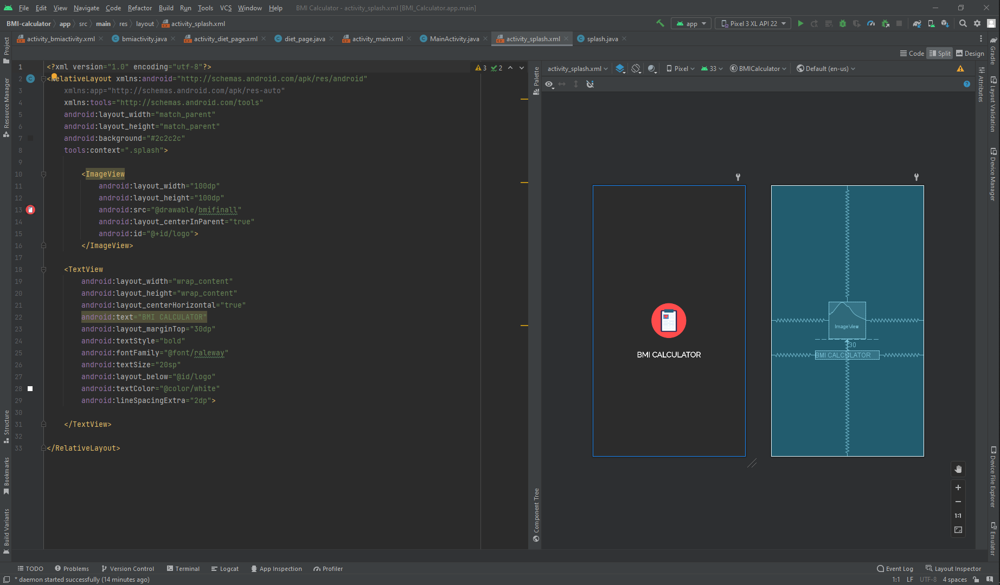 File Edit View Navigate Code Refactor Build Run Tools VCS Window Help BMI Calculator - activity_splash.xml [BMI_Calculator.app.main]
BMI-calculator app src main res layout activity_splash.xml app Pixel 3 XL API 22
activity_bmiactivity.xml bmiactivity.java activity_diet_page.xml diet_page.java activity_main.xml MainActivity.java activity_splash.xml splash.java
Code Split Design
activity_splash.xml Pixel 33 BMICalculator Default (en-us)
3 2
1 <?xml version="1.0" encoding="utf-8"?>
2 <RelativeLayout xmlns:android="http://schemas.android.com/apk/res/android"
3 xmlns:app="http://schemas.android.com/apk/res-auto"
4 xmlns:tools="http://schemas.android.com/tools"
5 android:layout_width="match_parent"
6 android:layout_height="match_parent"
7 android:background="#2c2c2c"
8 tools:context=".splash">
9
10 <ImageView
11 android:layout_width="100dp"
12 android:layout_height="100dp"
13 android:src="@drawable/bmifinall"
14 android:layout_centerInParent="true"
15 android:id="@+id/logo">
16 </ImageView>
17
18 <TextView
19 android:layout_width="wrap_content"
20 android:layout_height="wrap_content"
21 android:layout_centerHorizontal="true"
22 android:text="BMI CALCULATOR"
23 android:layout_marginTop="30dp"
24 android:textStyle="bold"
25 android:fontFamily="@font/raleway"
26 android:textSize="20sp"
27 android:layout_below="@id/logo"
28 android:textColor="@color/white"
29 android:lineSpacingExtra="2dp">
30
31 </TextView>
32
33 </RelativeLayout>
Project
Resource Manager
Structure
Bookmarks
Build Variants
Palette
Component Tree
BMI CALCULATOR
ImageView
30
BMI CALCULATOR
1:1
Attributes
Gradle
Layout Validation
Device Manager
Device File Explorer
Emulator
TODO Problems Version Control Terminal Logcat App Inspection Profiler Event Log Layout Inspector
* daemon started successfully (14 minutes ago) 1:1 LF UTF-8 4 spaces